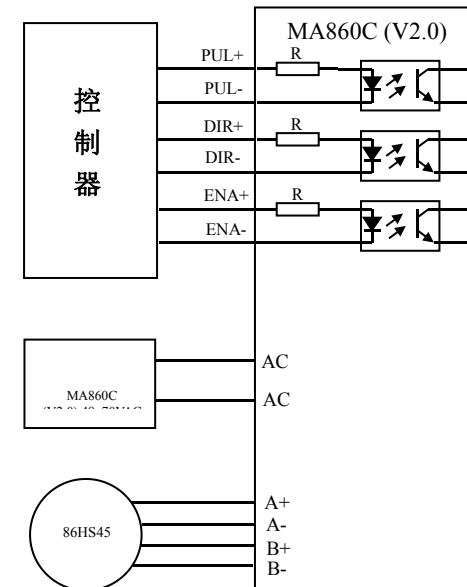 MA860C (V2.0)
控
制
器
PUL+
R
PUL-
DIR+
R
DIR-
ENA+
R
ENA-
AC
AC
MA860C
A+
A-
B+
B-
86HS45